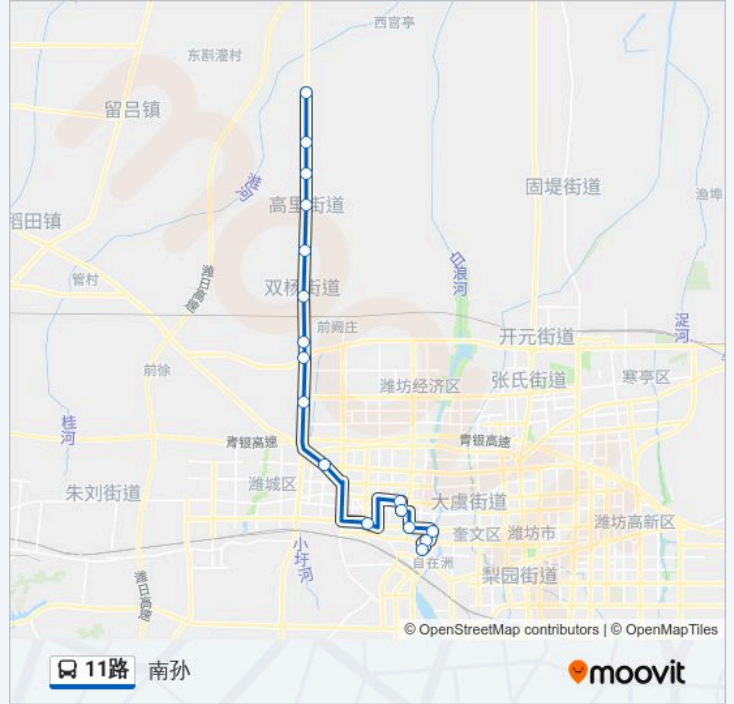 西官亭
东斟灌村
留吕镇
潍河
固堤街道
渔埠
高里街道
稻田镇
白浪河
潍日高速
管村
双杨街道
浞河
前阙庄
开元街道
前徐
潍坊经济区
张氏街道
寒亭区
桂河
青银高速
青银高速
潍城区
朱刘街道
大虞街道
潍坊高新区
奎文区
潍坊市
小圩河
自在洲
梨园街道
潍日高速
© OpenStreetMap contributors | © OpenMapTiles
11路
南孙
moovit